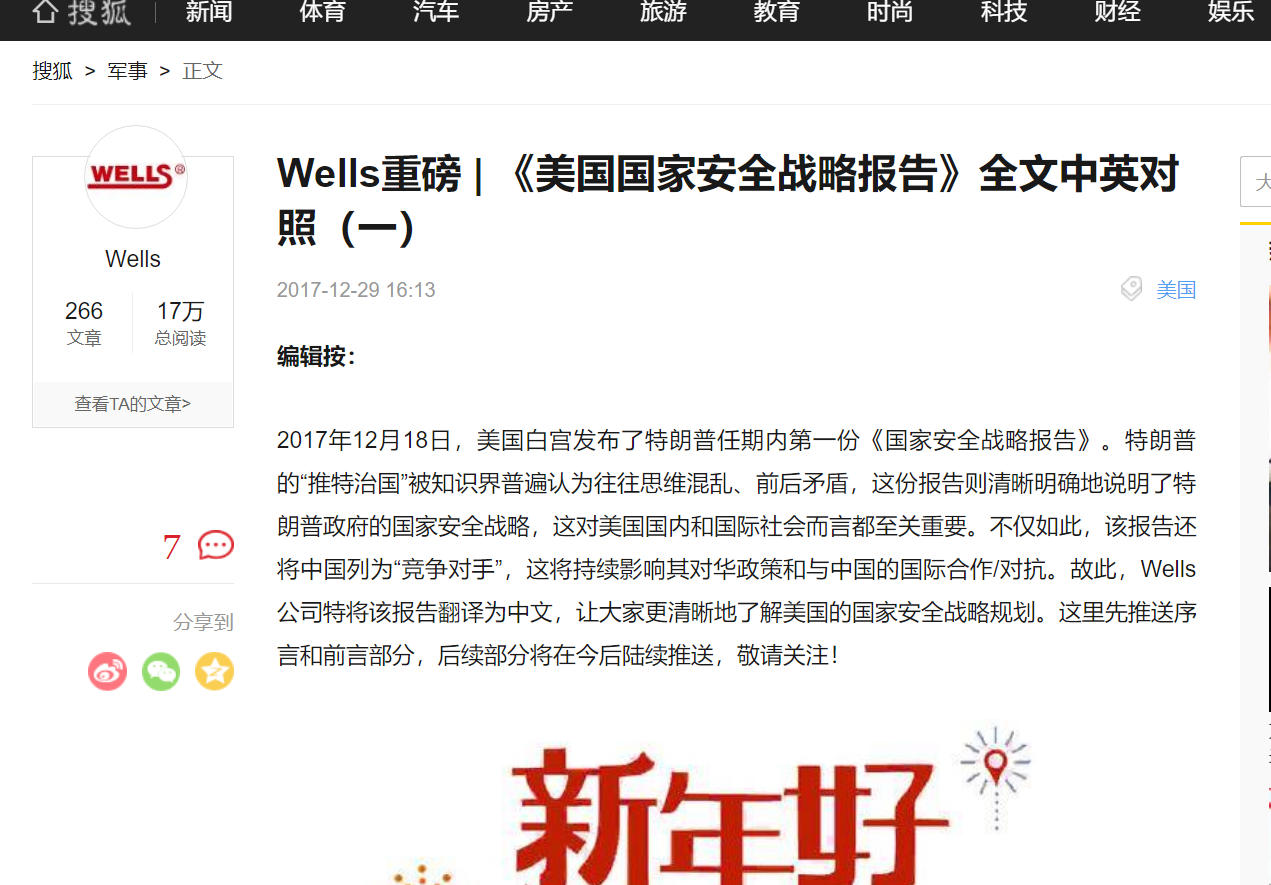 搜狐 新闻 体育 汽车 房产 旅游 教育 时尚 科技 财经 娱乐
搜狐 > 军事 > 正文
WELLS®
Wells
266 17万
文章 总阅读
查看TA的文章>
7
分享到
Wells重磅 | 《美国国家安全战略报告》全文中英对
照（一）
2017-12-29 16:13
美国
编辑按：
2017年12月18日，美国白宫发布了特朗普任期内第一份《国家安全战略报告》。特朗普
的“推特治国”被知识界普遍认为往往思维混乱、前后矛盾，这份报告则清晰明确地说明了特
朗普政府的国家安全战略，这对美国国内和国际社会而言都至关重要。不仅如此，该报告还
将中国列为“竞争对手”，这将持续影响其对华政策和与中国的国际合作/对抗。故此，Wells
公司特将该报告翻译为中文，让大家更清晰地了解美国的国家安全战略规划。这里先推送序
言和前言部分，后续部分将在今后陆续推送，敬请关注！
新年好